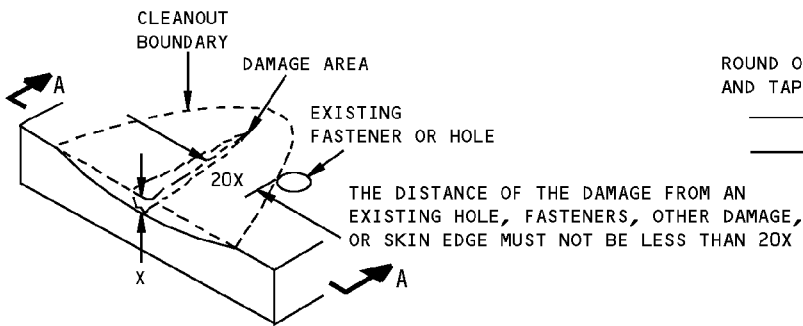 CLEANOUT
BOUNDARY
DAMAGE AREA
ROUND O
AND TAP
A
EXISTING
FASTENER OR HOLE
20X
THE DISTANCE OF THE DAMAGE FROM AN
EXISTING HOLE, FASTENERS, OTHER DAMAGE,
OR SKIN EDGE MUST NOT BE LESS THAN 20X
X
A